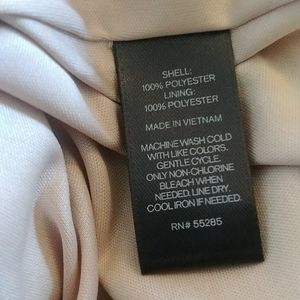 SHELL:
100% POLYESTER
LINING:
100% POLYESTER
MADE IN VIETNAM
MACHINE WASH COLD
WITH LIKE COLORS.
GENTLE CYCLE.
ONLY NON-CHLORINE
BLEACH WHEN
NEEDED. LINE DRY.
COOL IRON IF NEEDED.
RN# 55285